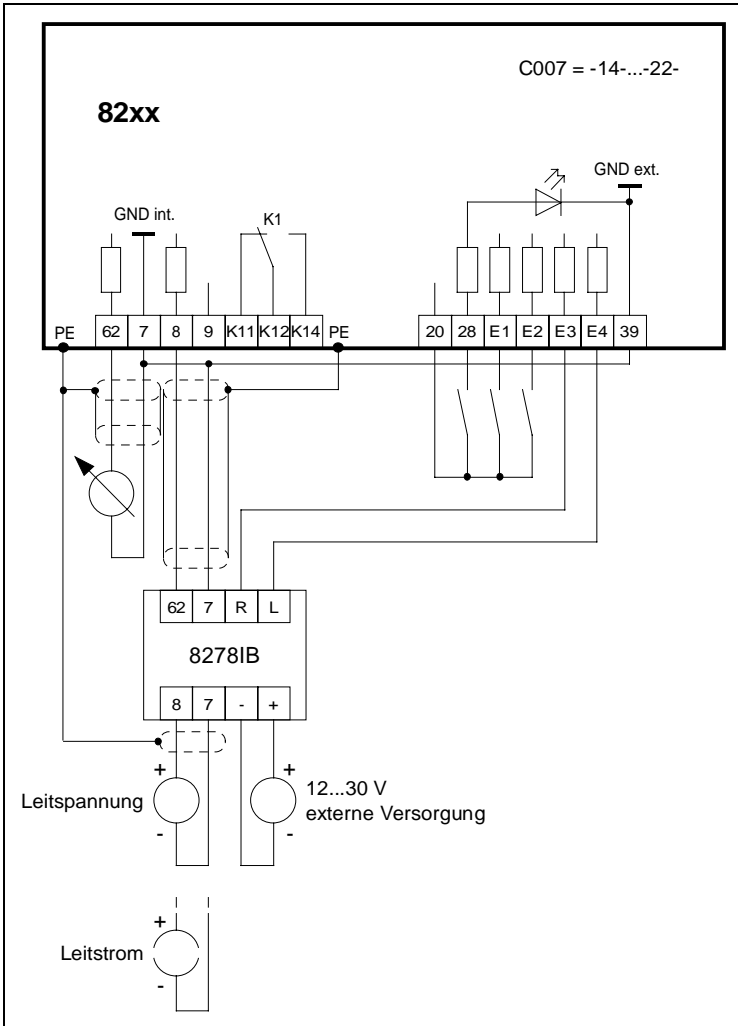 C007 = -14-...-22-
82xx
GND ext.
GND int.
K1
PE 62 7 8 9 K11 K12 K14 PE 20 28 E1 E2 E3 E4 39
62 7 R L
8278IB
8 7 - +
+ +
Leitspannung
12...30 V
externe Versorgung
- -
+
Leitstrom
-